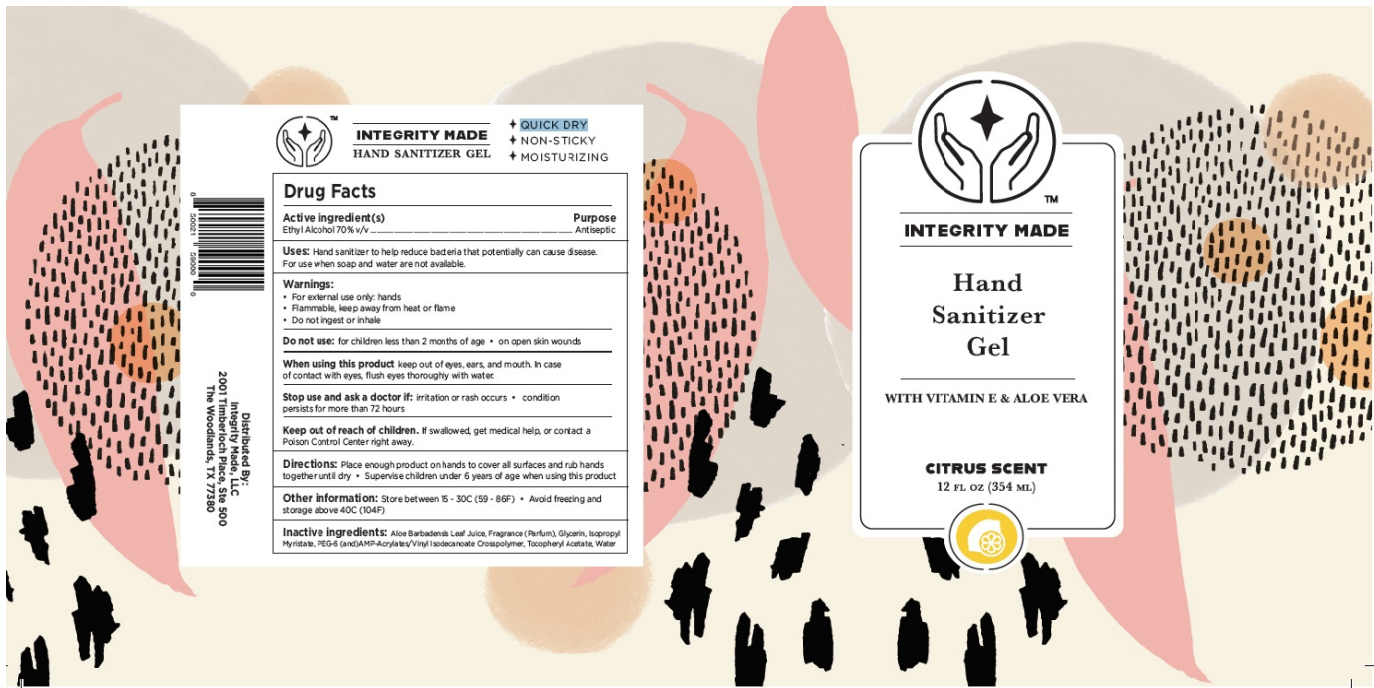 TM
INTEGRITY MADE
HAND SANITIZER GEL
QUICK DRY
NON-STICKY
MOISTURIZING
Drug Facts
Active ingredient(s) Purpose
Ethyl Alcohol 70% v/v Antiseptic
Uses: Hand sanitizer to help reduce bacteria that potentially can cause disease.
For use when soap and water are not available.
Warnings:
• For external use only: hands
• Flammable, keep away from heat or flame
• Do not ingest or inhale
Do not use: for children less than 2 months of age • on open skin wounds
When using this product keep out of eyes, ears, and mouth. In case
of contact with eyes, flush eyes thoroughly with water.
Stop use and ask a doctor if: irritation or rash occurs • condition
persists for more than 72 hours
Keep out of reach of children. If swallowed, get medical help, or contact a
Poison Control Center right away.
Directions: Place enough product on hands to cover all surfaces and rub hands
together until dry • Supervise children under 6 years of age when using this product
Other information: Store between 15 - 30C (59 - 86F) • Avoid freezing and
storage above 40C (104F)
Inactive ingredients: Aloe Barbadensis Leaf Juice, Fragrance (Parfum), Glycerin, Isopropyl
Myristate, PEG-6 (and)AMP-Acrylates/Vinyl Isodecanoate Crosspolymer, Tocopheryl Acetate, Water
0 50021 59000 0
Distributed By:
Integrity Made, LLC
2001 Timberloch Place, Ste 500
The Woodlands, TX 77380
TM
INTEGRITY MADE
Hand
Sanitizer
Gel
WITH VITAMIN E & ALOE VERA
CITRUS SCENT
12 FL OZ (354 ML)